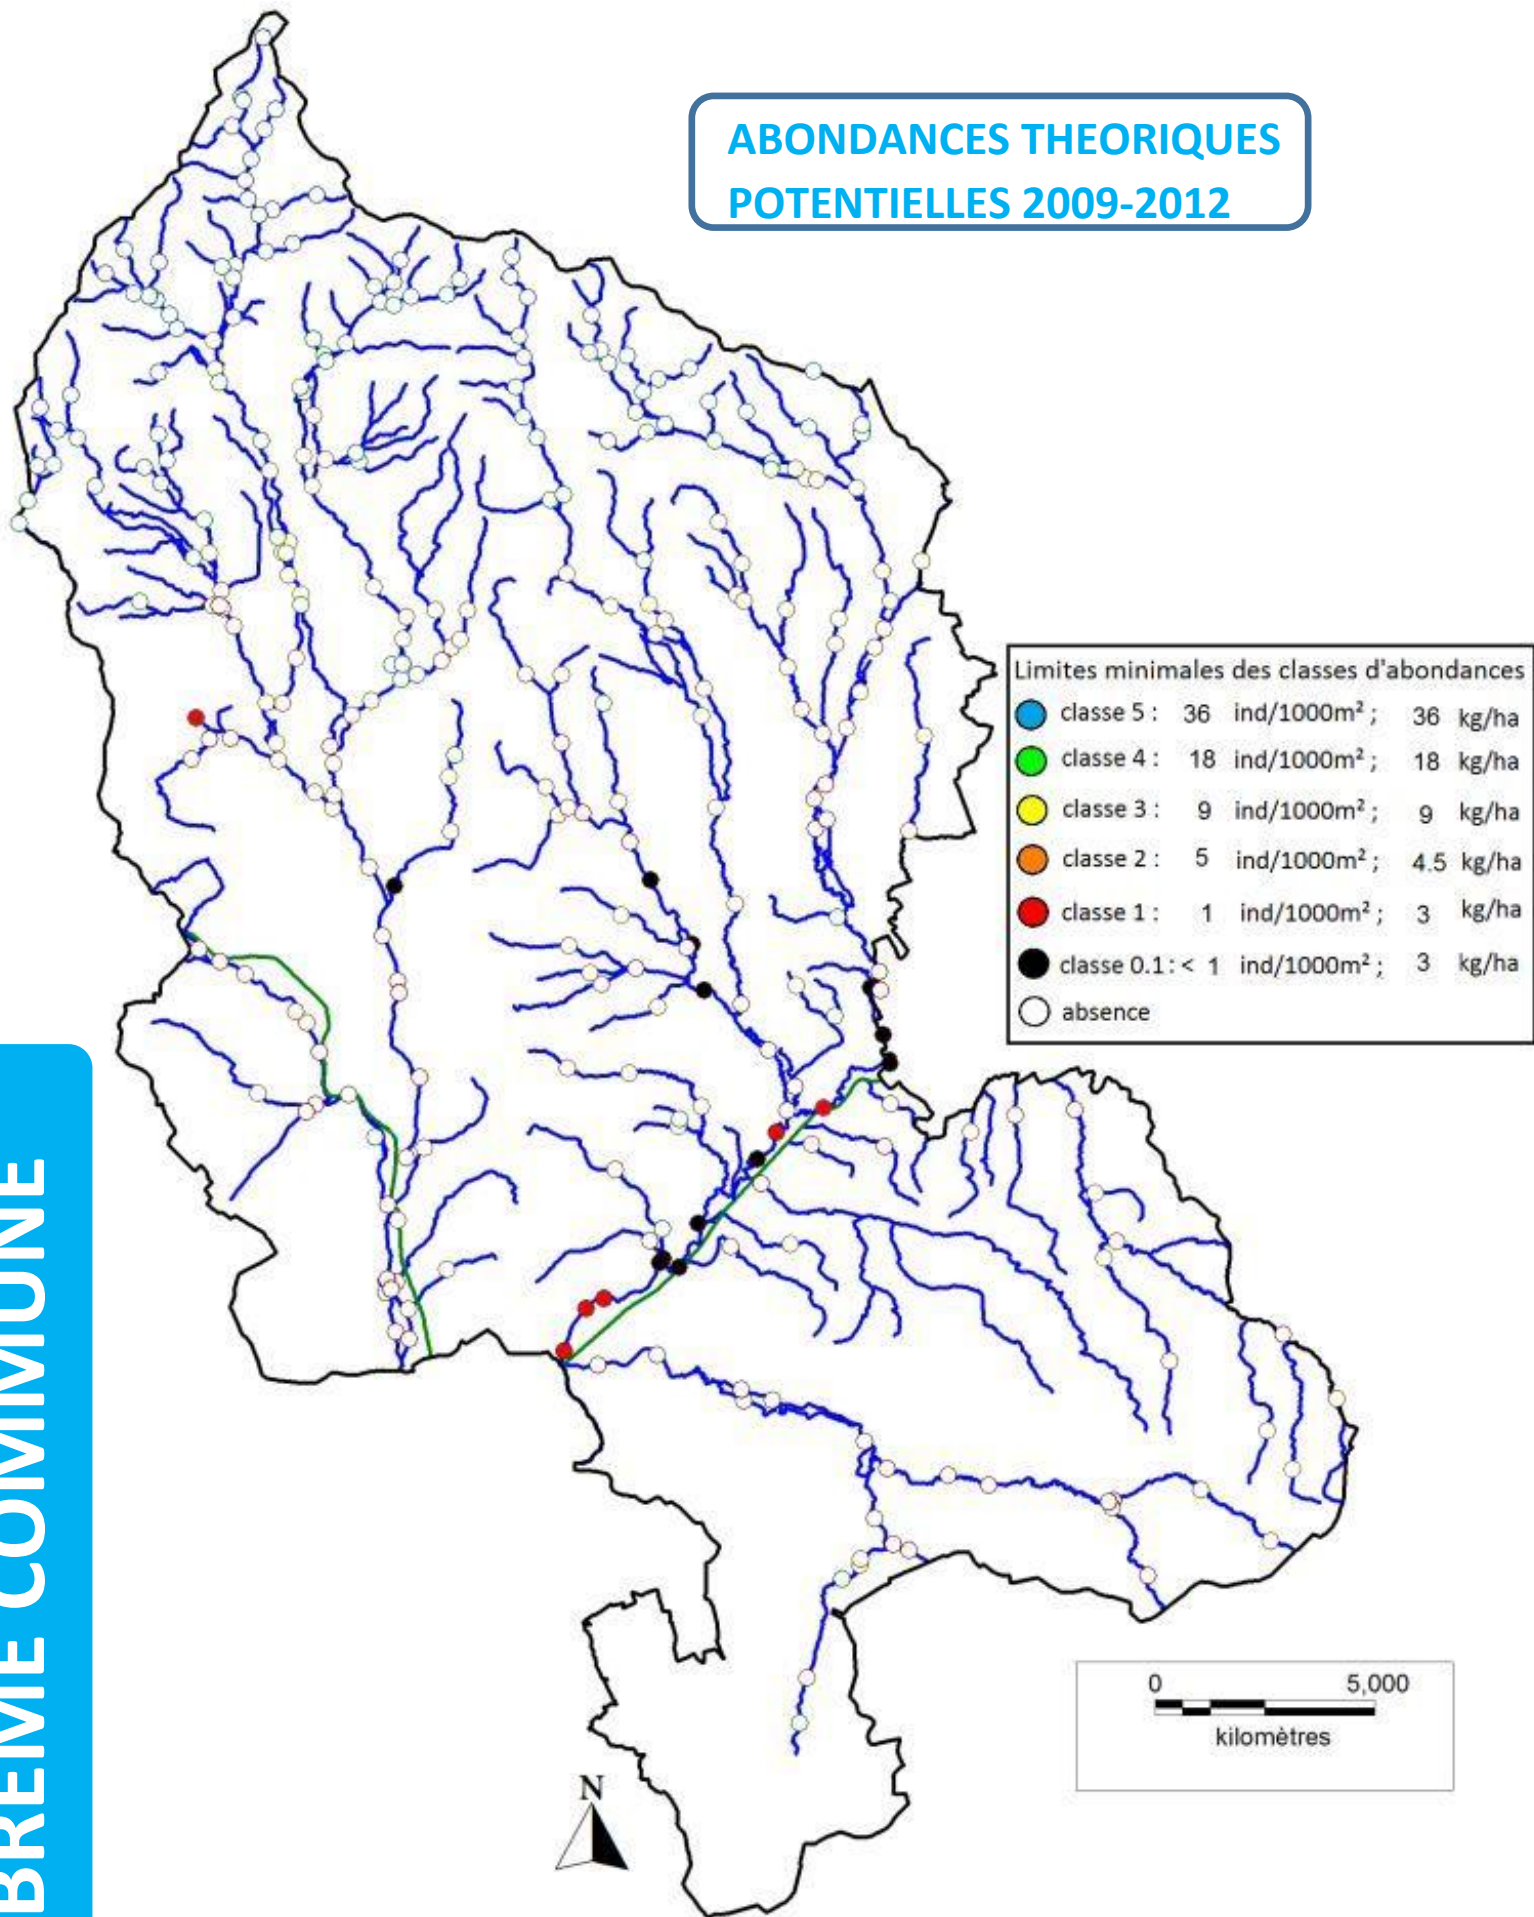 ABONDANCES THEORIQUES
POTENTIELLES 2009-2012
Limites minimales des classes d'abondances
classe 5 : 36 ind/1000m² ; 36 kg/ha
classe 4 : 18 ind/1000m² ; 18 kg/ha
classe 3 : 9 ind/1000m² ; 9 kg/ha
classe 2 : 5 ind/1000m² ; 4.5 kg/ha
classe 1 : 1 ind/1000m² ; 3 kg/ha
classe 0.1 : < 1 ind/1000m² ; 3 kg/ha
absence
BREME COMMUNE
0 5,000
kilomètres
N